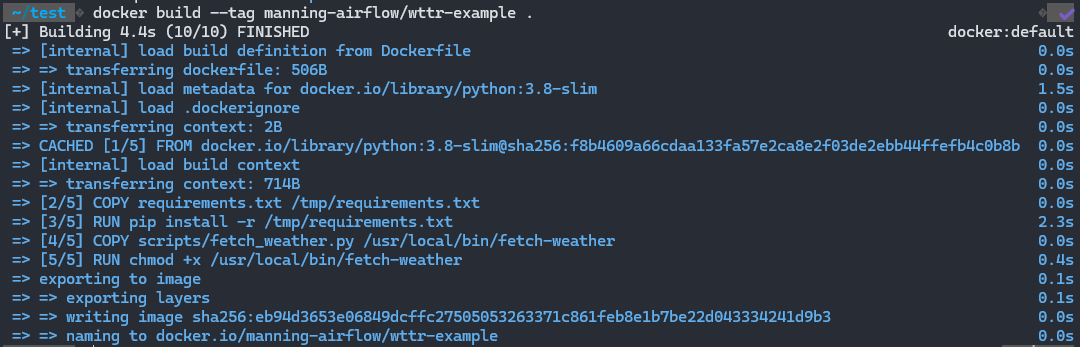 ~/test docker build --tag manning-airflow/wttr-example .
[+] Building 4.4s (10/10) FINISHED docker:default
=> [internal] load build definition from Dockerfile 0.0s
=> => transferring dockerfile: 506B 0.0s
=> [internal] load metadata for docker.io/library/python:3.8-slim 1.5s
=> [internal] load .dockerignore 0.0s
=> => transferring context: 2B 0.0s
=> CACHED [1/5] FROM docker.io/library/python:3.8-slim@sha256:f8b4609a66cdaa133fa57e2ca8e2f03de2ebb44ffefb4c0b8b 0.0s
=> [internal] load build context 0.0s
=> => transferring context: 714B 0.0s
=> [2/5] COPY requirements.txt /tmp/requirements.txt 0.0s
=> [3/5] RUN pip install -r /tmp/requirements.txt 2.3s
=> [4/5] COPY scripts/fetch_weather.py /usr/local/bin/fetch-weather 0.0s
=> [5/5] RUN chmod +x /usr/local/bin/fetch-weather 0.4s
=> exporting to image 0.1s
=> => exporting layers 0.1s
=> => writing image sha256:eb94d3653e06849dcffc27505053263371c861feb8e1b7be22d043334241d9b3 0.0s
=> => naming to docker.io/manning-airflow/wttr-example 0.0s